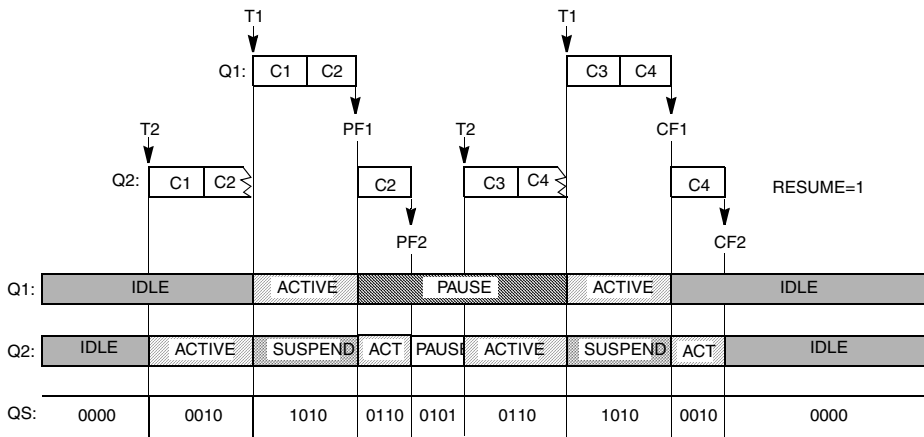 T1 T1
Q1: C1 C2 C3 C4
T2 PF1 T2 CF1
Q2: C1 C2 C2 C3 C4 C4 RESUME=1
PF2 CF2
Q1: IDLE ACTIVE PAUSE ACTIVE IDLE
Q2: IDLE ACTIVE SUSPEND ACT PAUSE ACTIVE SUSPEND ACT IDLE
QS: 0000 0010 1010 0110 0101 0110 1010 0010 0000